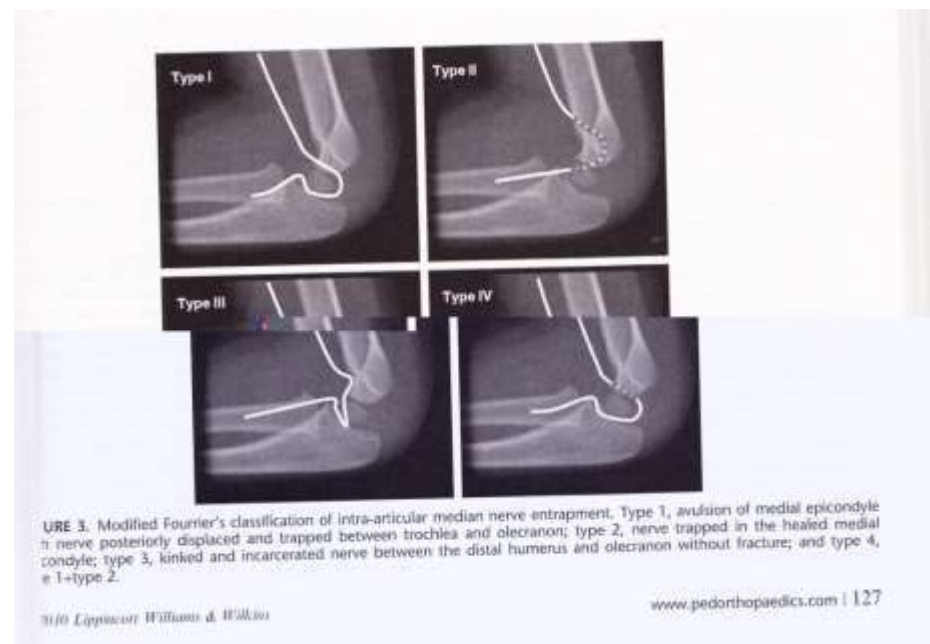 Type I
Type II
Type III
Type IV
URE 3. Modified Fourrier's classification of intra-articular median nerve entrapment. Type 1, avulsion of medial epicondyle
n nerve posteriorly displaced and trapped between trochlea and olecranon; type 2, nerve trapped in the healed medial
condyle; type 3, kinked and incarcerated nerve between the distal humerus and olecranon without fracture; and type 4,
e 1+type 2.
2010 Lippincott Williams & Wilkins
www.pedorthopaedics.com | 127